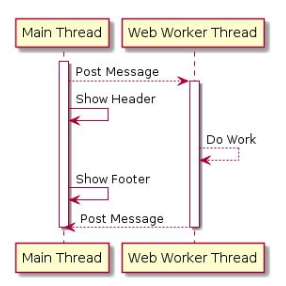 Main Thread
Web Worker Thread
Post Message
Show Header
Do Work
Show Footer
Post Message
Main Thread
Web Worker Thread